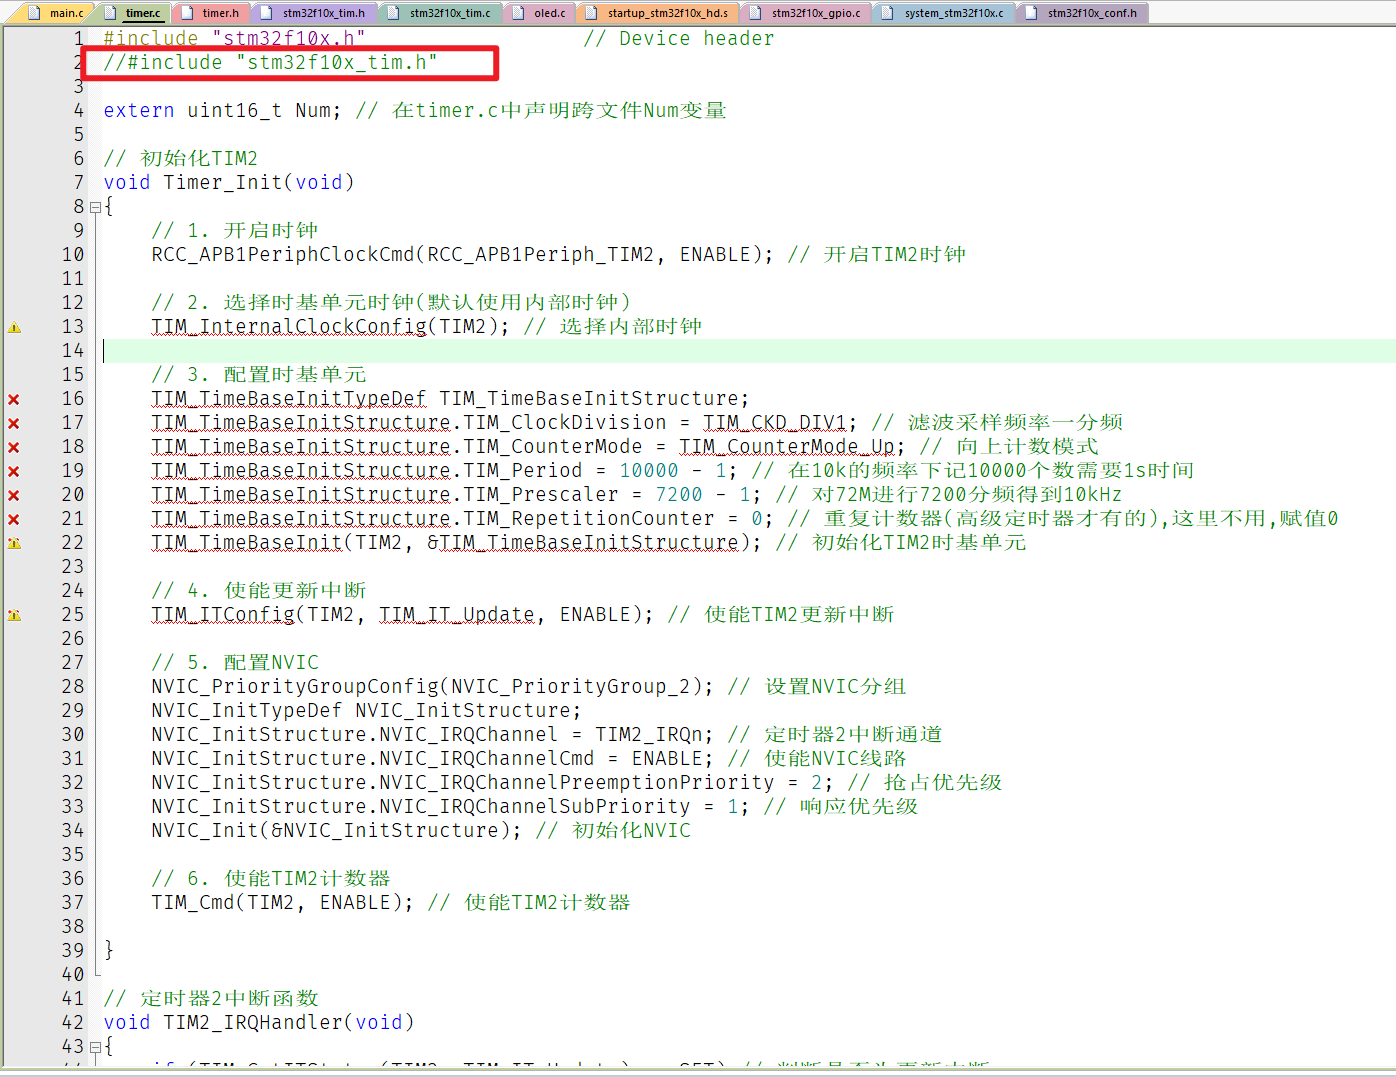 main.c timer.c timer.h stm32f10x_tim.h stm32f10x_tim.c oled.c startup_stm32f10x_hd.s stm32f10x_gpio.c system_stm32f10x.c stm32f10x_conf.h
1 #include "stm32f10x.h" // Device header
2 //#include "stm32f10x_tim.h"
3
4 extern uint16_t Num; // 在timer.c中声明跨文件Num变量
5
6 // 初始化TIM2
7 void Timer_Init(void)
8 {
9 // 1. 开启时钟
10 RCC_APB1PeriphClockCmd(RCC_APB1Periph_TIM2, ENABLE); // 开启TIM2时钟
11
12 // 2. 选择时基单元时钟(默认使用内部时钟)
13 TIM_InternalClockConfig(TIM2); // 选择内部时钟
14
15 // 3. 配置时基单元
16 TIM_TimeBaseInitTypeDef TIM_TimeBaseInitStructure;
17 TIM_TimeBaseInitStructure.TIM_ClockDivision = TIM_CKD_DIV1; // 滤波采样频率一分频
18 TIM_TimeBaseInitStructure.TIM_CounterMode = TIM_CounterMode_Up; // 向上计数模式
19 TIM_TimeBaseInitStructure.TIM_Period = 10000 - 1; // 在10k的频率下记10000个数需要1s时间
20 TIM_TimeBaseInitStructure.TIM_Prescaler = 7200 - 1; // 对72M进行7200分频得到10kHz
21 TIM_TimeBaseInitStructure.TIM_RepetitionCounter = 0; // 重复计数器(高级定时器才有的),这里不用,赋值0
22 TIM_TimeBaseInit(TIM2, &TIM_TimeBaseInitStructure); // 初始化TIM2时基单元
23
24 // 4. 使能更新中断
25 TIM_ITConfig(TIM2, TIM_IT_Update, ENABLE); // 使能TIM2更新中断
26
27 // 5. 配置NVIC
28 NVIC_PriorityGroupConfig(NVIC_PriorityGroup_2); // 设置NVIC分组
29 NVIC_InitTypeDef NVIC_InitStructure;
30 NVIC_InitStructure.NVIC_IRQChannel = TIM2_IRQn; // 定时器2中断通道
31 NVIC_InitStructure.NVIC_IRQChannelCmd = ENABLE; // 使能NVIC线路
32 NVIC_InitStructure.NVIC_IRQChannelPreemptionPriority = 2; // 抢占优先级
33 NVIC_InitStructure.NVIC_IRQChannelSubPriority = 1; // 响应优先级
34 NVIC_Init(&NVIC_InitStructure); // 初始化NVIC
35
36 // 6. 使能TIM2计数器
37 TIM_Cmd(TIM2, ENABLE); // 使能TIM2计数器
38
39 }
40
41 // 定时器2中断函数
42 void TIM2_IRQHandler(void)
43 {